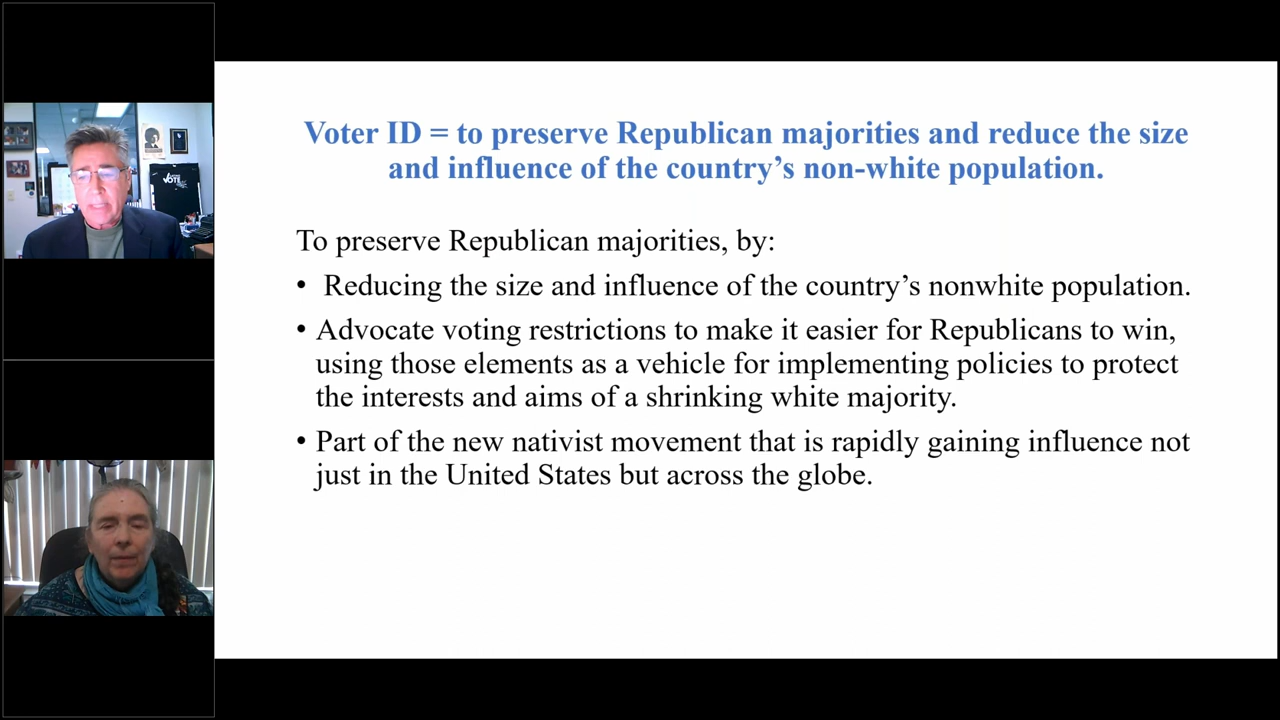 VOTE
Voter ID = to preserve Republican majorities and reduce the size
and influence of the country’s non-white population.
To preserve Republican majorities, by:
• Reducing the size and influence of the country’s nonwhite population.
• Advocate voting restrictions to make it easier for Republicans to win,
using those elements as a vehicle for implementing policies to protect
the interests and aims of a shrinking white majority.
• Part of the new nativist movement that is rapidly gaining influence not
just in the United States but across the globe.